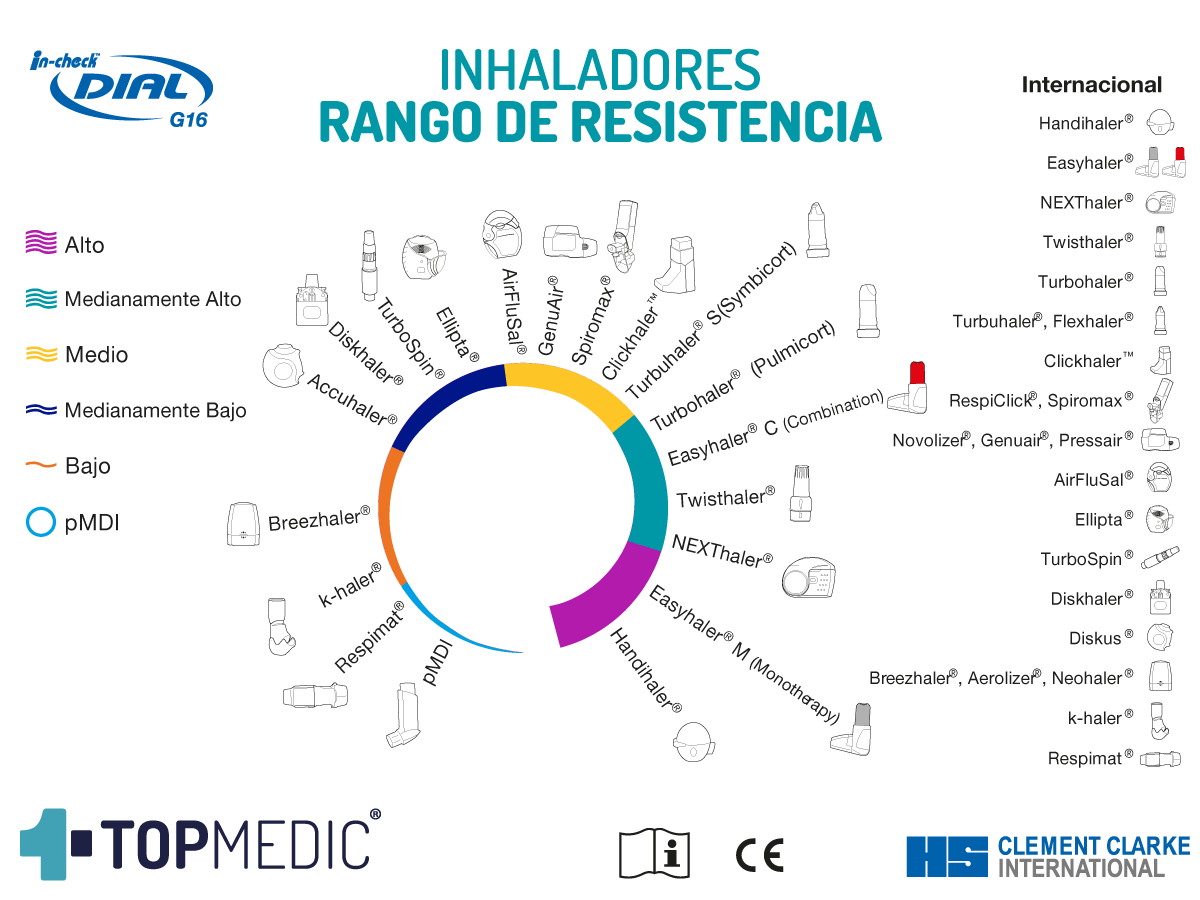 in-check™
DIAL
G16
INHALADORES
RANGO DE RESISTENCIA
Alto
Medianamente Alto
Medio
Medianamente Bajo
Bajo
pMDI
pMDI
Respimat®
k-haler®
Breezhaler®
Accuhaler®
Diskhaler®
TurboSpin®
Ellipta®
AirFluSal®
GenuAir®
Spiromax®
Clickhaler™
Turbuhaler® S(Symbicort)
Turbohaler® (Pulmicort)
Easyhaler® C (Combination)
Twisthaler®
NEXThaler®
Easyhaler® M (Monotherapy)
Handihaler®
Internacional
Handihaler®
Easyhaler®
NEXThaler®
Twisthaler®
Turbohaler®
Turbuhaler®, Flexhaler®
Clickhaler™
RespiClick®, Spiromax®
Novolizer®, Genuair®, Pressair®
AirFluSal®
Ellipta®
TurboSpin®
Diskhaler®
Diskus®
Breezhaler®, Aerolizer®, Neohaler®
k-haler®
Respimat®
TOPMEDIC®
i
CE
HS
CLEMENT CLARKE
INTERNATIONAL